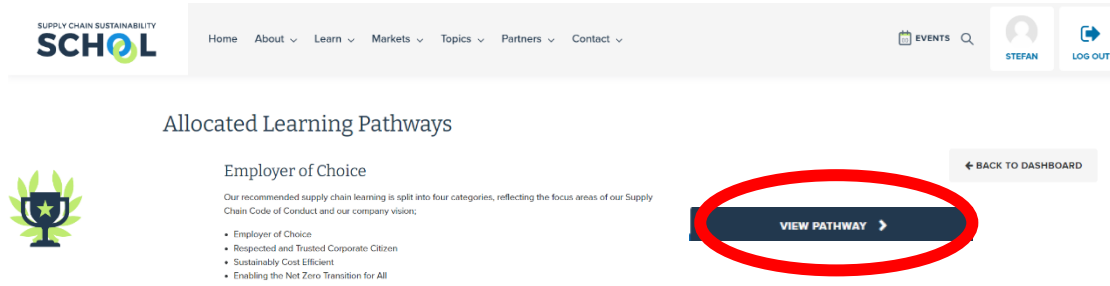 SUPPLY CHAIN SUSTAINABILITY
SCHOOL
Home About Learn Markets Topics Partners Contact
EVENTS
STEFAN
LOG OUT
Allocated Learning Pathways
BACK TO DASHBOARD
Employer of Choice
Our recommended supply chain learning is split into four categories, reflecting the focus areas of our Supply
Chain Code of Conduct and our company vision;
• Employer of Choice
• Respected and Trusted Corporate Citizen
• Sustainably Cost Efficient
• Enabling the Net Zero Transition for All
VIEW PATHWAY